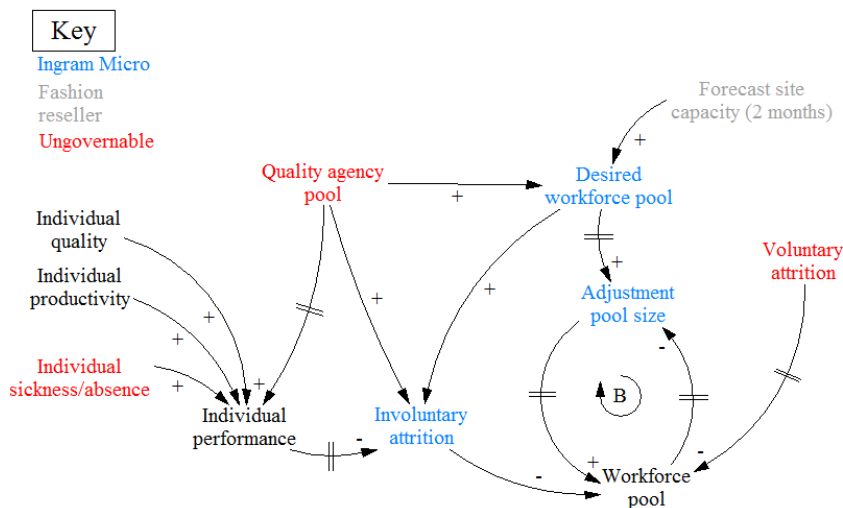 Key
Ingram Micro
Fashion
reseller
Ungovernable
Forecast site
capacity (2 months)
+
Quality agency
pool
+
Desired
workforce pool
Individual
quality
Individual
productivity
Individual
sickness/absence
+
+
+
+
Individual
performance
-
+
+
Involuntary
attrition
-
+
Adjustment
pool size
-
B
+
Voluntary
attrition
-
Workforce
pool